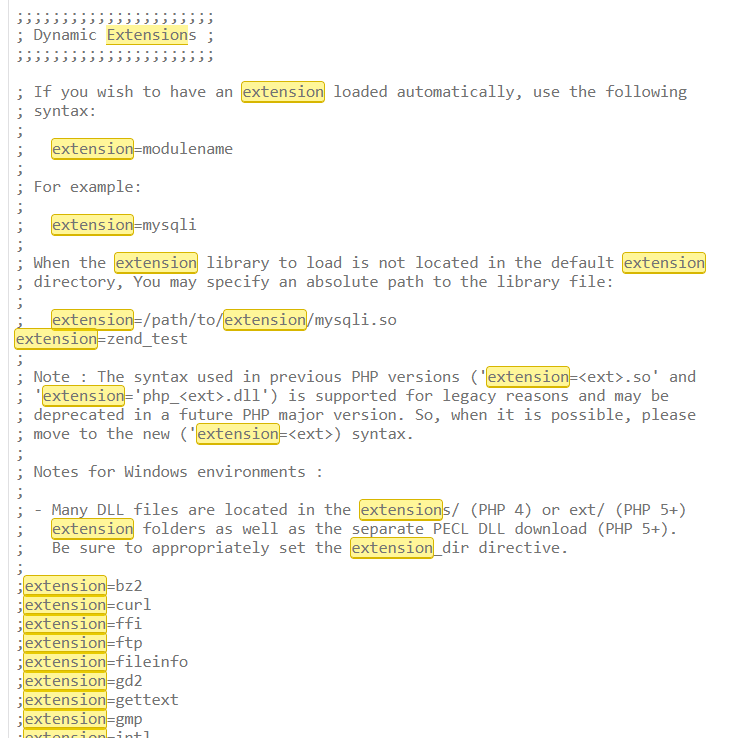 ;;;;;;;;;;;;;;;;;;;;;;
; Dynamic Extensions ;
;;;;;;;;;;;;;;;;;;;;;;
; If you wish to have an extension loaded automatically, use the following
; syntax:
;
;   extension=modulename
;
; For example:
;
;   extension=mysqli
;
; When the extension library to load is not located in the default extension
; directory, You may specify an absolute path to the library file:
;
;   extension=/path/to/extension/mysqli.so
extension=zend_test
;
; Note : The syntax used in previous PHP versions ('extension=<ext>.so' and
; 'extension='php_<ext>.dll') is supported for legacy reasons and may be
; deprecated in a future PHP major version. So, when it is possible, please
; move to the new ('extension=<ext>) syntax.
;
; Notes for Windows environments :
;
; - Many DLL files are located in the extensions/ (PHP 4) or ext/ (PHP 5+)
;   extension folders as well as the separate PECL DLL download (PHP 5+).
;   Be sure to appropriately set the extension_dir directive.
;
;extension=bz2
;extension=curl
;extension=ffi
;extension=ftp
;extension=fileinfo
;extension=gd2
;extension=gettext
;extension=gmp
;extension=intl